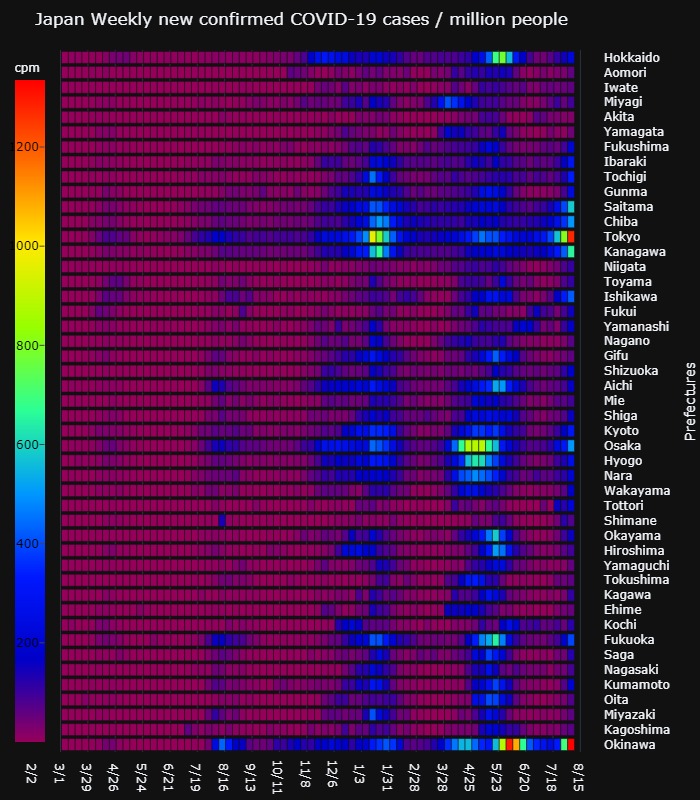 Japan Weekly new confirmed COVID-19 cases / million people
cpm
1200
1000
800
600
400
200
Hokkaido
Aomori
Iwate
Miyagi
Akita
Yamagata
Fukushima
Ibaraki
Tochigi
Gunma
Saitama
Chiba
Tokyo
Kanagawa
Niigata
Toyama
Ishikawa
Fukui
Yamanashi
Nagano
Gifu
Shizuoka
Aichi
Mie
Shiga
Kyoto
Osaka
Hyogo
Nara
Wakayama
Tottori
Shimane
Okayama
Hiroshima
Yamaguchi
Tokushima
Kagawa
Ehime
Kochi
Fukuoka
Saga
Nagasaki
Kumamoto
Oita
Miyazaki
Kagoshima
Okinawa
Prefectures
2/2 3/1 3/29 4/26 5/24 6/21 7/19 8/16 9/13 10/11 11/8 12/6 1/3 1/31 2/28 3/28 4/25 5/23 6/20 7/18 8/15